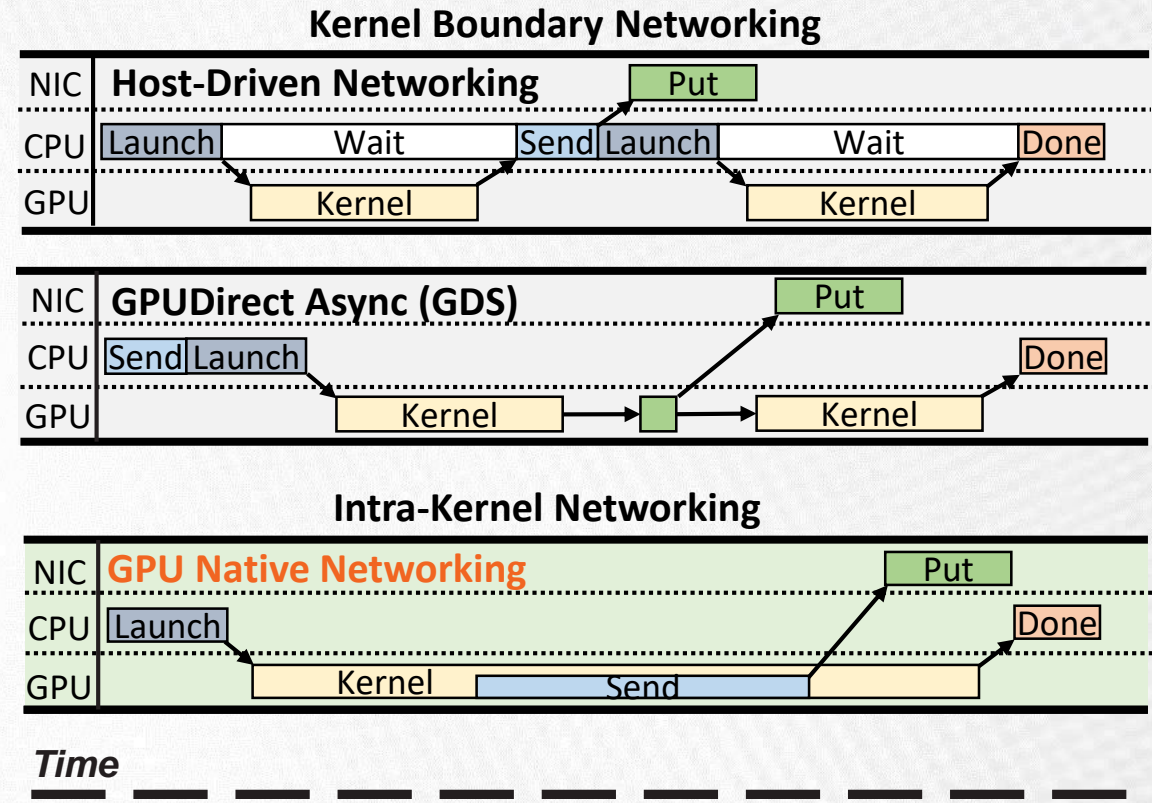 Kernel Boundary Networking
NIC Host-Driven Networking Put
CPU Launch Wait Send Launch Wait Done
GPU Kernel Kernel
NIC GPUDirect Async (GDS) Put
CPU Send Launch Done
GPU Kernel Kernel
Intra-Kernel Networking
NIC GPU Native Networking Put
CPU Launch Done
GPU Kernel Send
Time